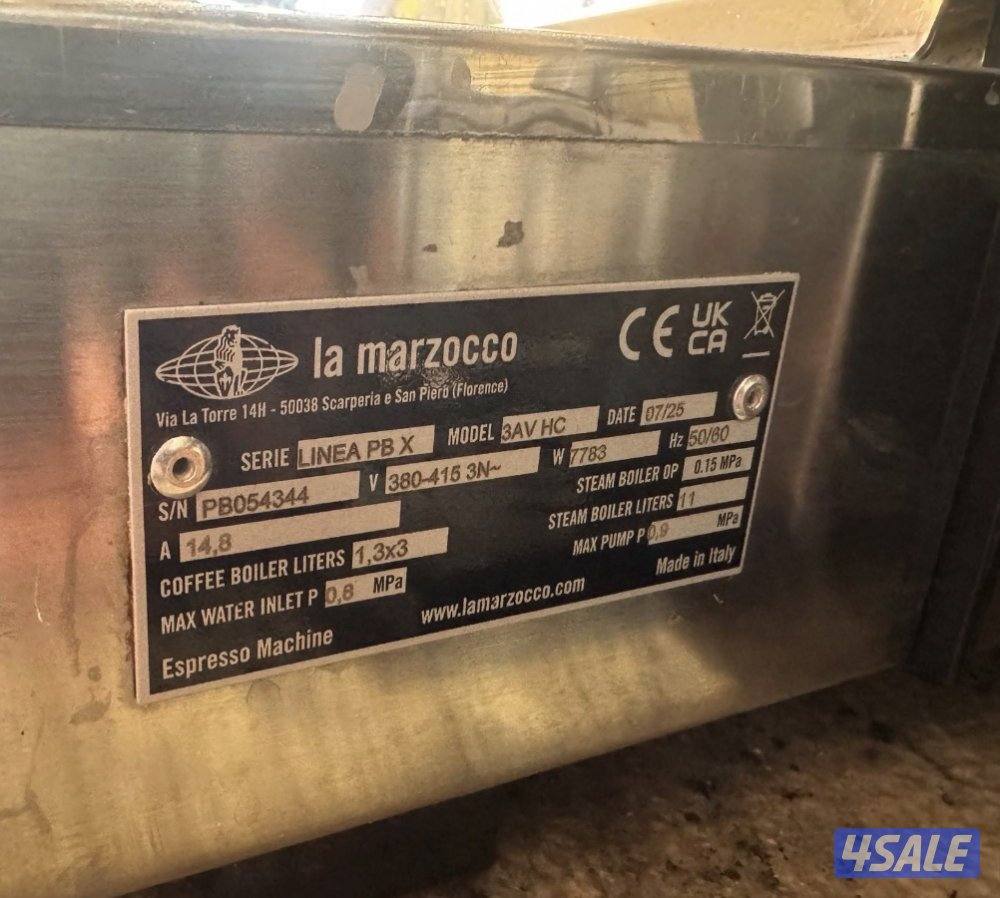 la marzocco
CE UK CA
Via La Torre 14H - 50038 Scarperia e San Piero (Florence)
SERIE LINEA PB X MODEL 3AV HC DATE 07/25
S/N PB054344 V 380-415 3N~ W 7783 Hz 50/60
A 14,8 STEAM BOILER OP 0.15 MPa
COFFEE BOILER LITERS 1,3x3 STEAM BOILER LITERS 11
MAX WATER INLET P 0,6 MPa MAX PUMP P 0,9 MPa
Espresso Machine www.lamarzocco.com Made in Italy
4SALE